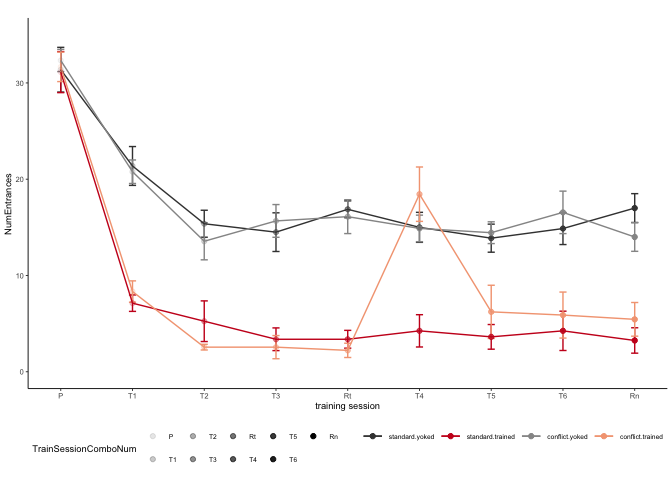 30
20
10
0
NumEntrances
P T1 T2 T3 Rt T4 T5 T6 Rn
training session
TrainSessionComboNum
P T2 Rt T5 Rn standard.yoked standard.trained conflict.yoked conflict.trained
T1 T3 T4 T6